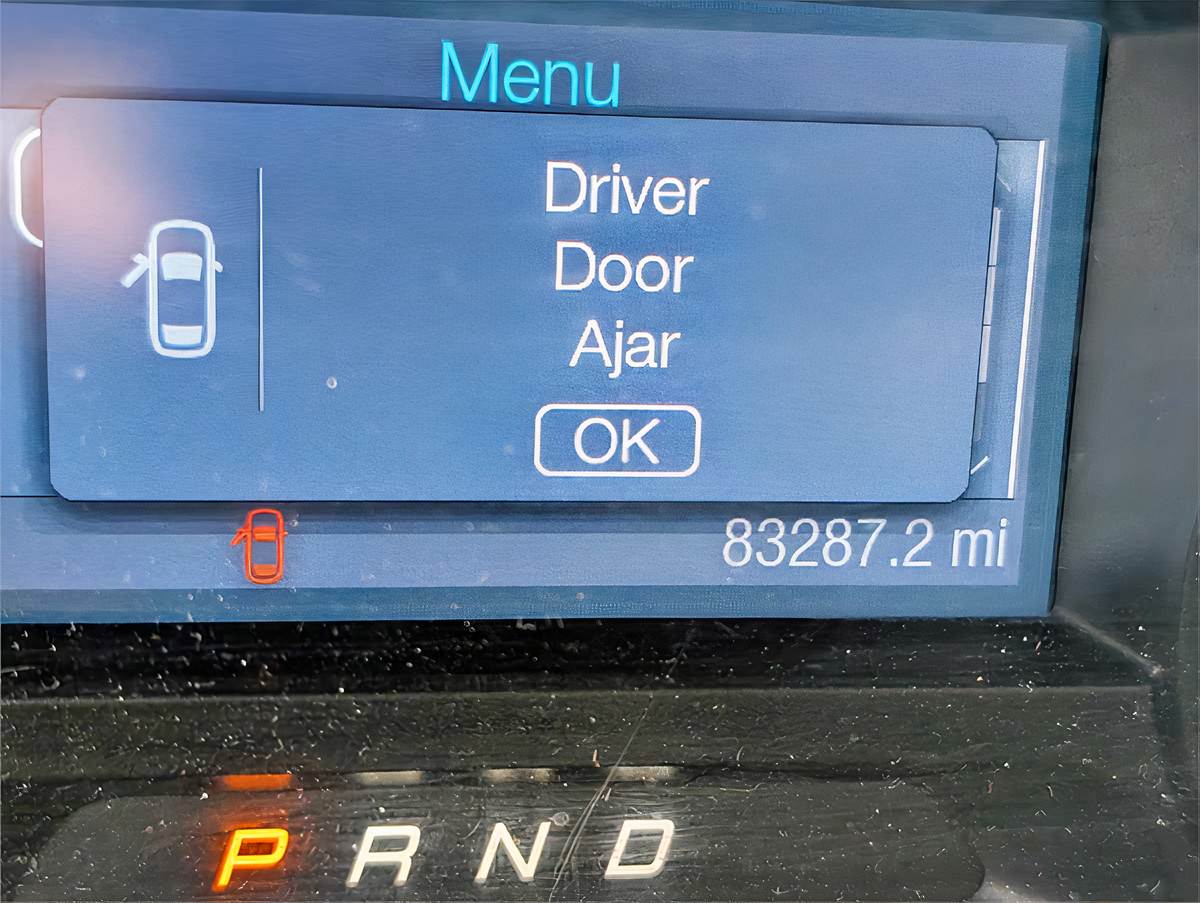 Menu
Driver
Door
Ajar
OK
83287.2 mi
P R N D